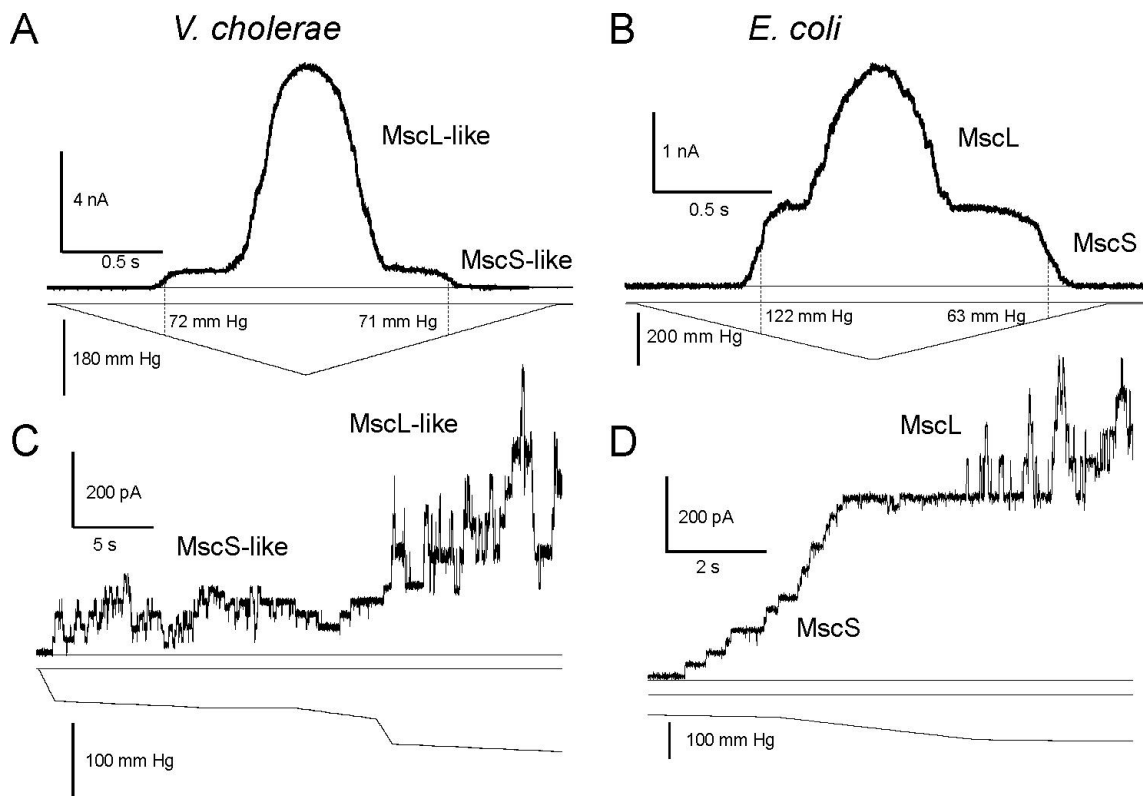 A
V. cholerae
MscL-like
4 nA
0.5 s
MscS-like
72 mm Hg
71 mm Hg
180 mm Hg
B
E. coli
MscL
1 nA
0.5 s
MscS
122 mm Hg
63 mm Hg
200 mm Hg
C
MscL-like
200 pA
5 s
MscS-like
100 mm Hg
D
MscL
200 pA
2 s
MscS
100 mm Hg